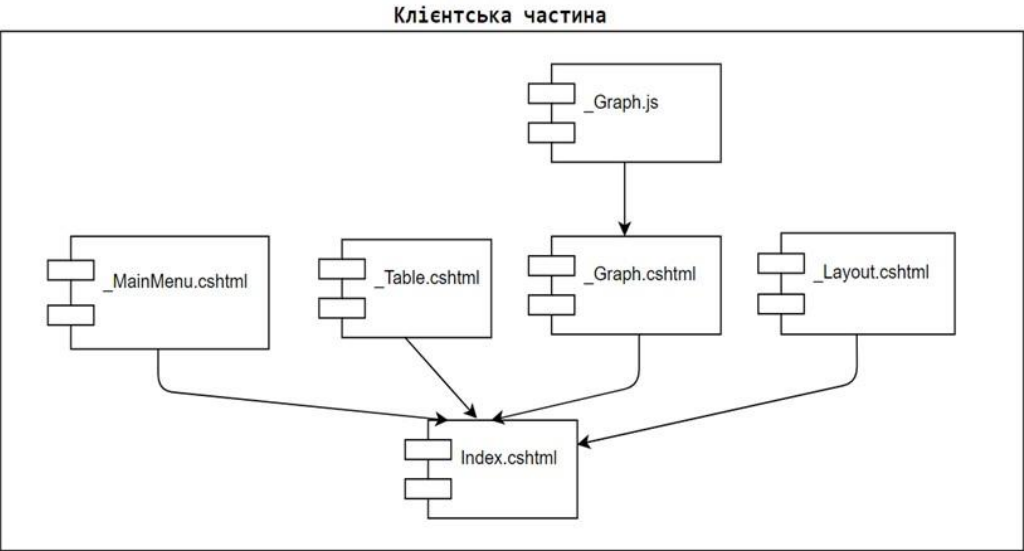 Клієнтська частина
_Graph.js
_MainMenu.cshtml
_Table.cshtml
_Graph.cshtml
_Layout.cshtml
Index.cshtml